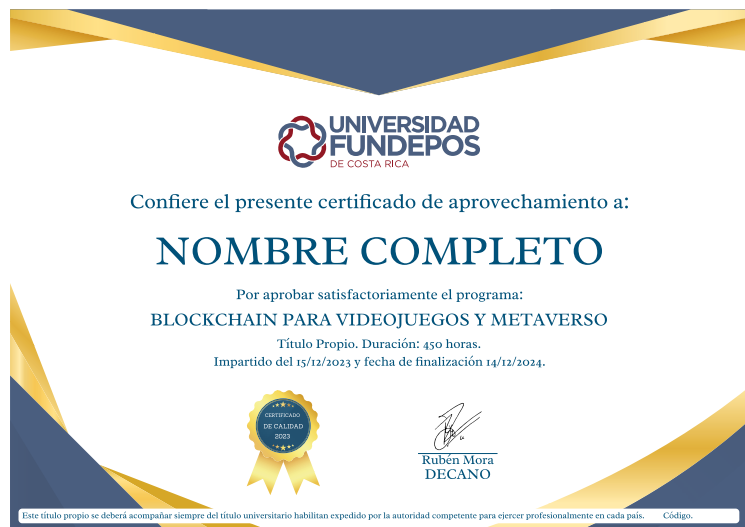 UNIVERSIDAD
FUNDEPOS
DE COSTA RICA
Confiere el presente certificado de aprovechamiento a:
NOMBRE COMPLETO
Por aprobar satisfactoriamente el programa:
BLOCKCHAIN PARA VIDEOJUEGOS Y METAVERSO
Título Propio. Duración: 450 horas.
Impartido del 15/12/2023 y fecha de finalización 14/12/2024.
CERTIFICADO
DE CALIDAD
2023
Rubén Mora
DECANO
Este título propio se deberá acompañar siempre del título universitario habilitan expedido por la autoridad competente para ejercer profesionalmente en cada país. Código.